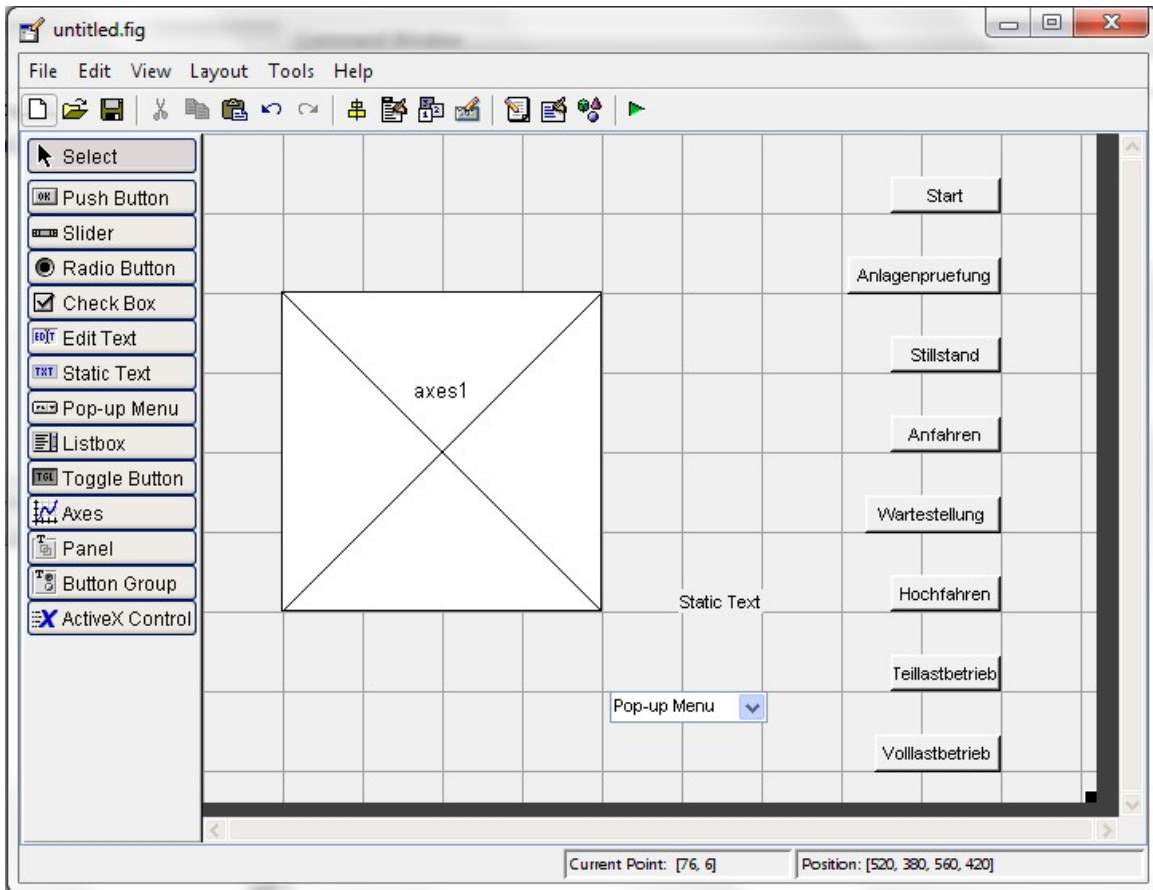 untitled.fig
Command Window
File Edit View Layout Tools Help
Select
Push Button
Slider
Radio Button
Check Box
Edit Text
Static Text
Pop-up Menu
Listbox
Toggle Button
Axes
Panel
Button Group
ActiveX Control
axes1
Static Text
Pop-up Menu
Start
Anlagenpruefung
Stillstand
Anfahren
Wartestellung
Hochfahren
Teillastbetrieb
Volllastbetrieb
Current Point: [76, 6]
Position: [520, 380, 560, 420]